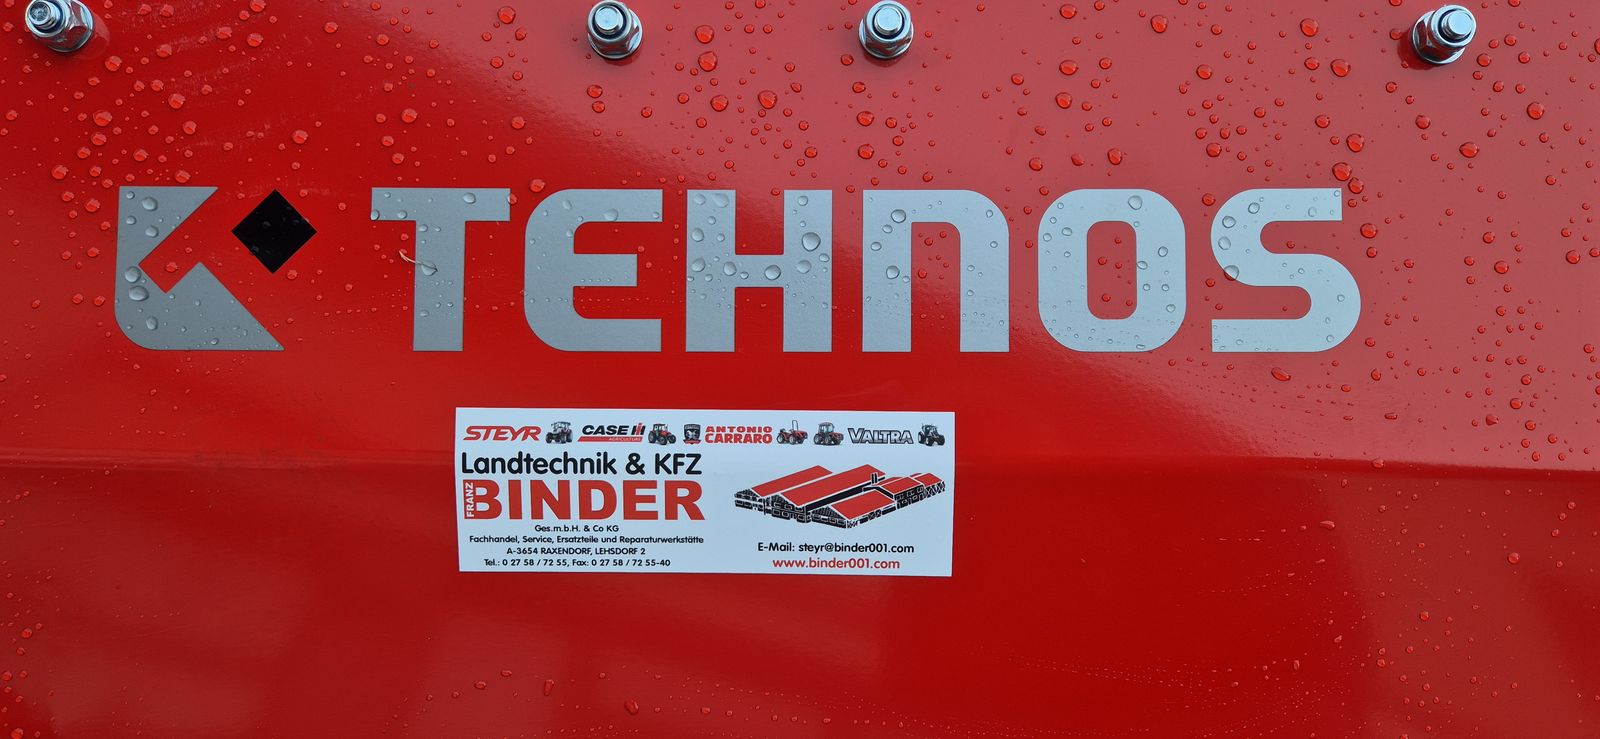 TEHNOS
STEYR CASE IH ANTONIO CARRARO VALTRA
AGRICULTURE
Landtechnik & KFZ
FRANZ BINDER
Ges.m.b.H. & Co KG
Fachhandel, Service, Ersatzteile und Reparaturwerkstätte
A-3654 RAXENDORF, LEHSDORF 2
Tel.: 0 27 58 / 72 55, Fax: 0 27 58 / 72 55-40
E-Mail: steyr@binder001.com
www.binder001.com